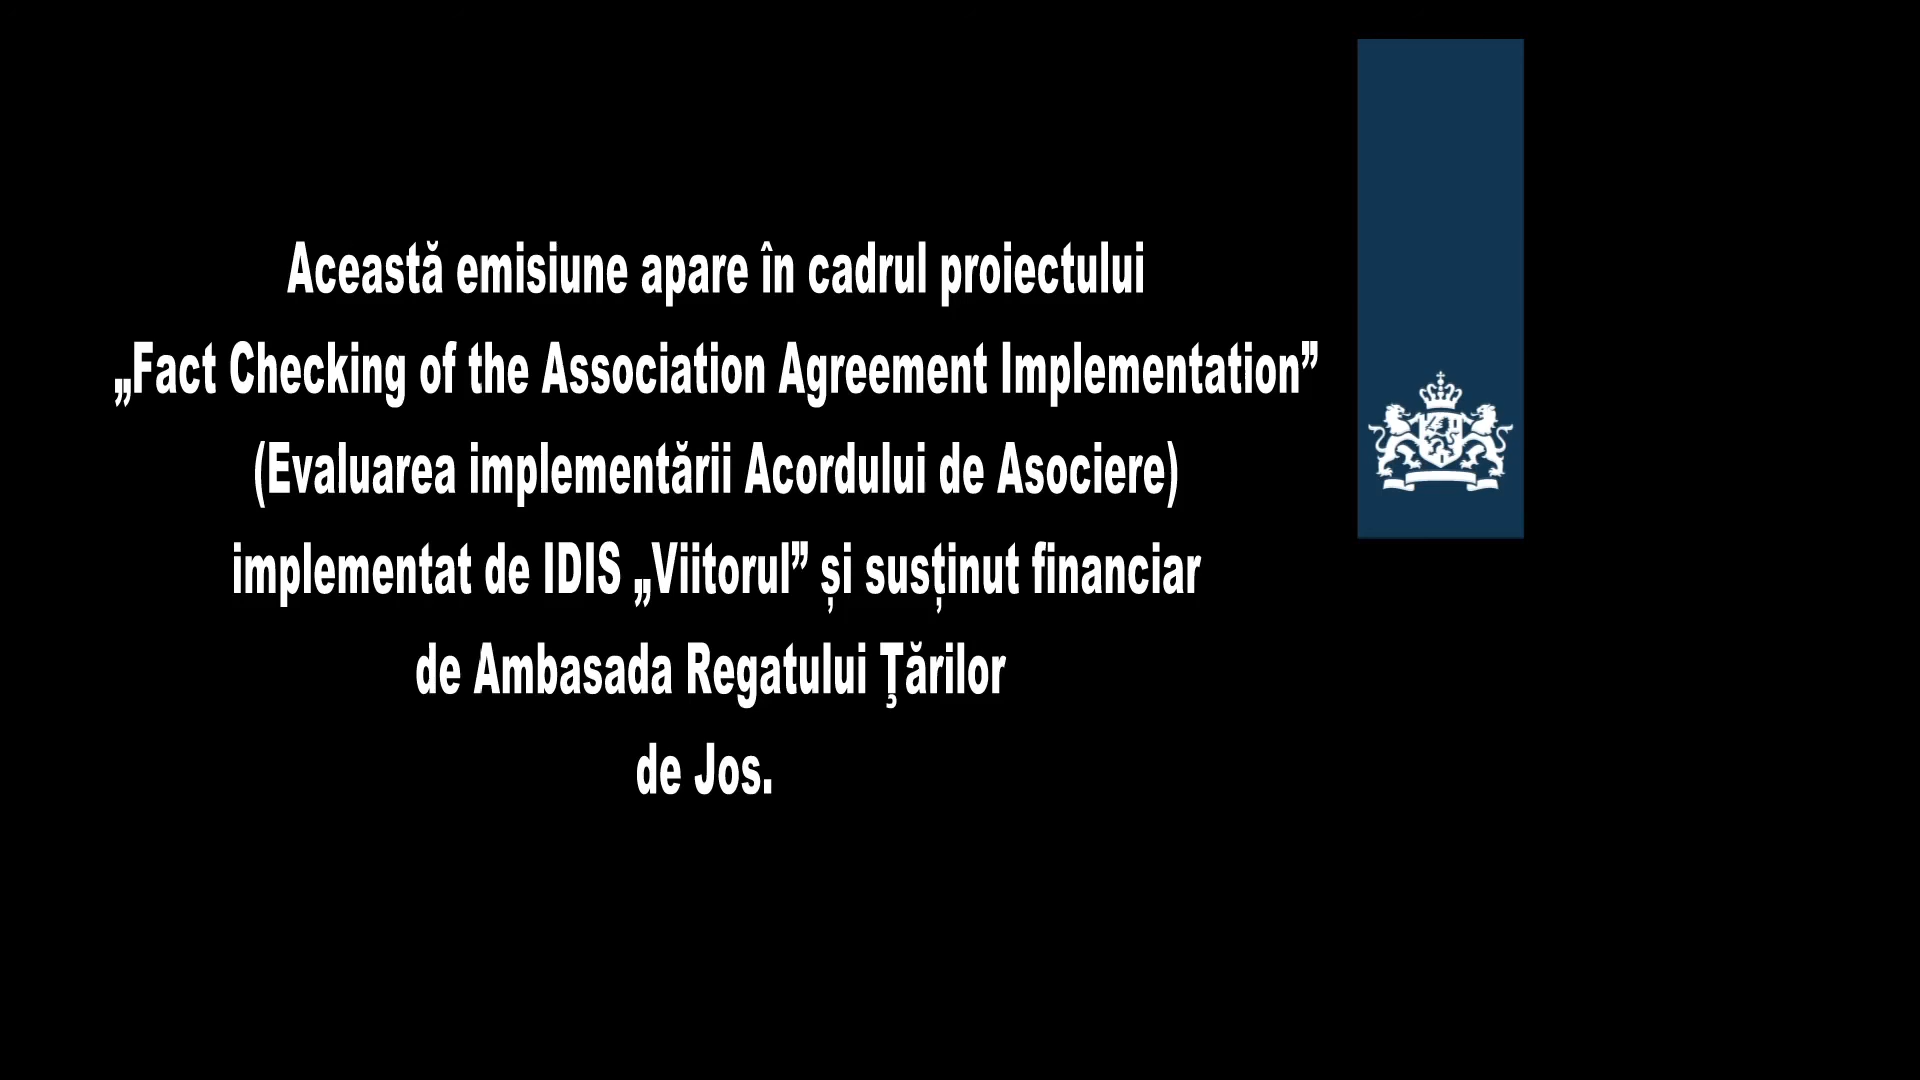 Această emisiune apare în cadrul proiectului
„Fact Checking of the Association Agreement Implementation”
(Evaluarea implementării Acordului de Asociere)
implementat de IDIS „Viitorul” și susținut financiar
de Ambasada Regatului Ţărilor
de Jos.